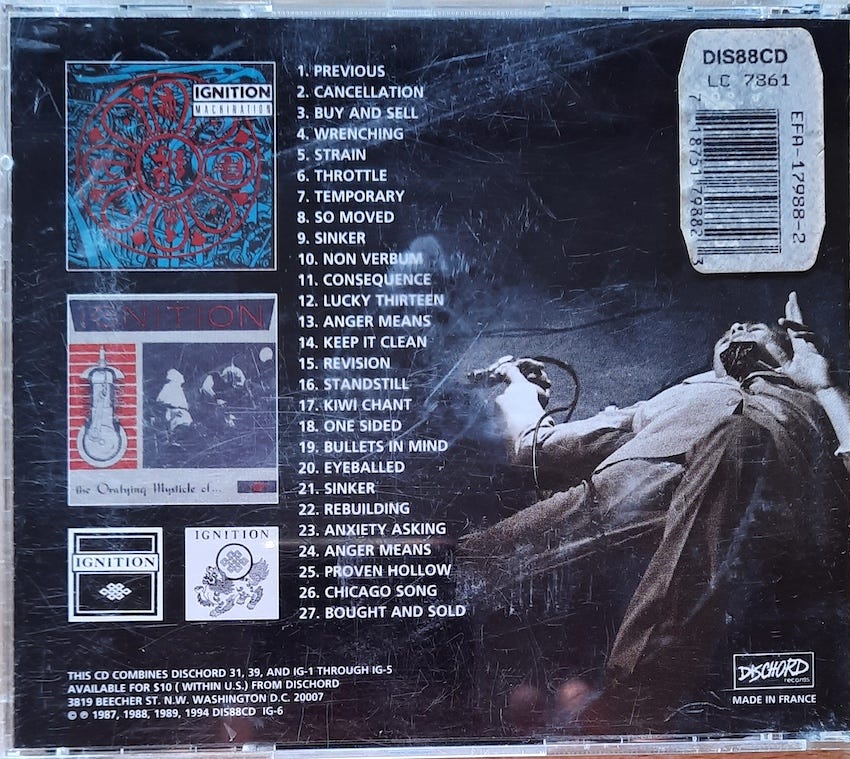 IGNITION
MACHINATION
IGNITION
the Orafying Mysticle of...
IGNITION
IGNITION
1. PREVIOUS
2. CANCELLATION
3. BUY AND SELL
4. WRENCHING
5. STRAIN
6. THROTTLE
7. TEMPORARY
8. SO MOVED
9. SINKER
10. NON VERBUM
11. CONSEQUENCE
12. LUCKY THIRTEEN
13. ANGER MEANS
14. KEEP IT CLEAN
15. REVISION
16. STANDSTILL
17. KIWI CHANT
18. ONE SIDED
19. BULLETS IN MIND
20. EYEBALLED
21. SINKER
22. REBUILDING
23. ANXIETY ASKING
24. ANGER MEANS
25. PROVEN HOLLOW
26. CHICAGO SONG
27. BOUGHT AND SOLD
DIS88CD
LC 7861
EFA-17988-2
7 18751 79882 3
THIS CD COMBINES DISCHORD 31, 39, AND IG-1 THROUGH IG-5
AVAILABLE FOR $10 ( WITHIN U.S.) FROM DISCHORD
3819 BEECHER ST. N.W. WASHINGTON D.C. 20007
© ℗ 1987, 1988, 1989, 1994 DIS88CD IG-6
DISCHORD
records
MADE IN FRANCE